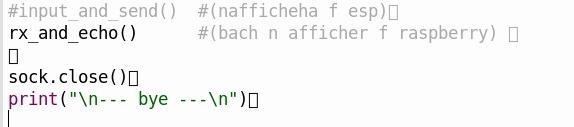 #input_and_send()  #(nafficheha f esp)
rx_and_echo()      #(bach n afficher f raspberry)
sock.close()
print("\n--- bye ---\n")